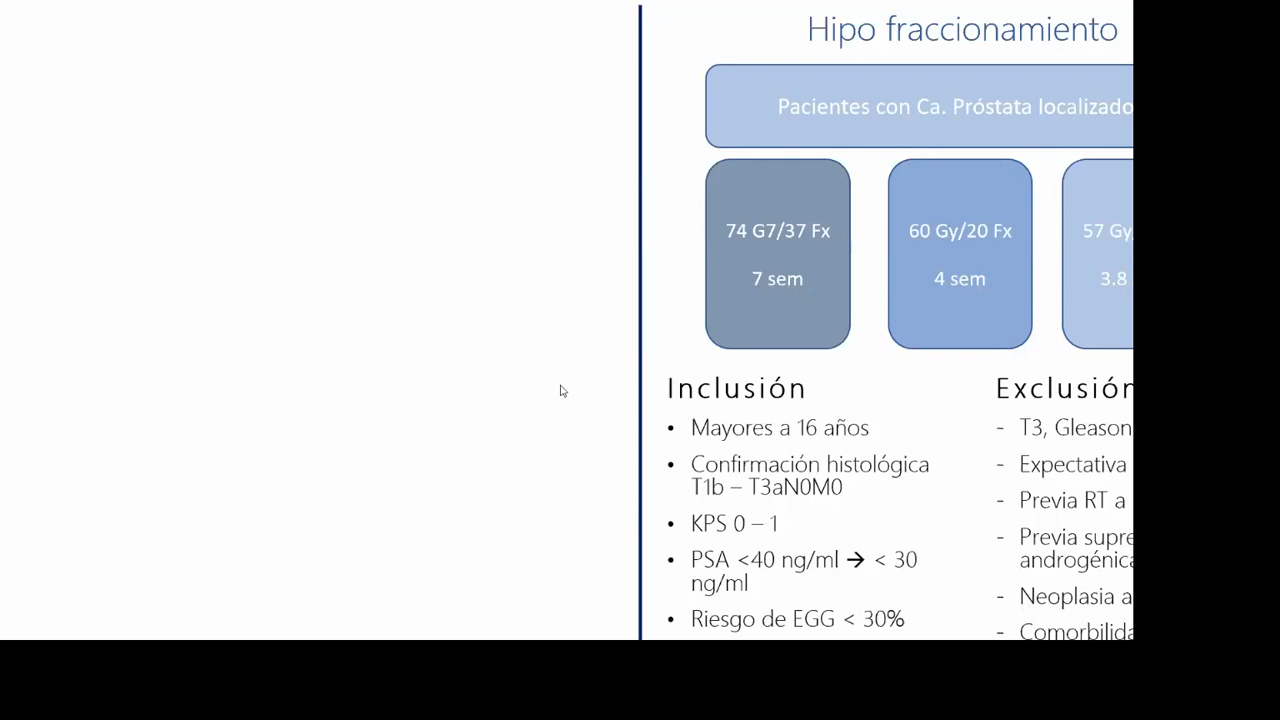 Hipo fraccionamiento
Pacientes con Ca. Próstata localizado
74 G7/37 Fx
7 sem
60 Gy/20 Fx
4 sem
57 Gy/
3.8
Inclusión
• Mayores a 16 años
• Confirmación histológica
T1b – T3aN0M0
• KPS 0 – 1
• PSA <40 ng/ml → < 30
ng/ml
• Riesgo de EGG < 30%
Exclusión
- T3, Gleason
- Expectativa
- Previa RT a
- Previa supre
androgénica
- Neoplasia a
- Comorbilida